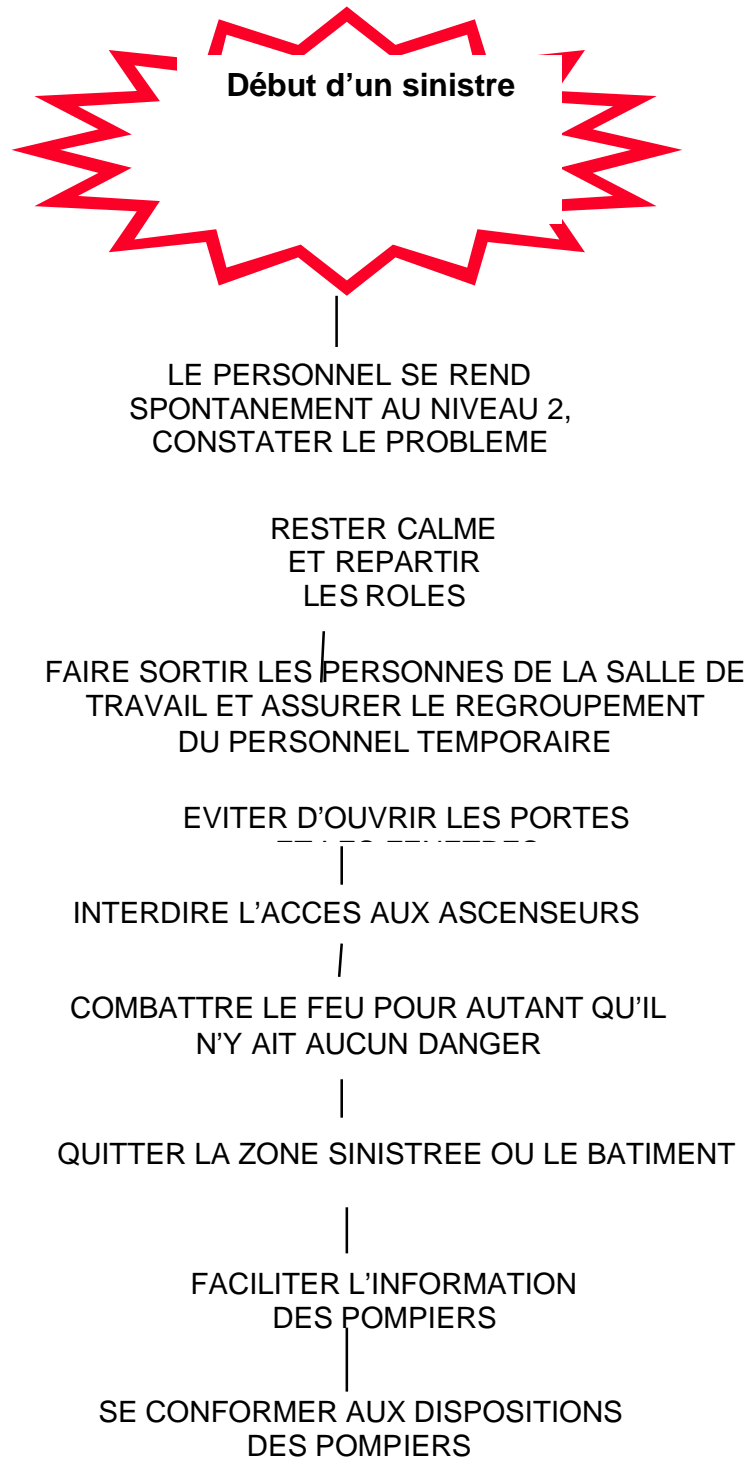 Début d’un sinistre
LE PERSONNEL SE REND
SPONTANEMENT AU NIVEAU 2,
CONSTATER LE PROBLEME
RESTER CALME
ET REPARTIR
LES ROLES
FAIRE SORTIR LES PERSONNES DE LA SALLE DE
TRAVAIL ET ASSURER LE REGROUPEMENT
DU PERSONNEL TEMPORAIRE
EVITER D’OUVRIR LES PORTES
ET LES FENETRES
INTERDIRE L’ACCES AUX ASCENSEURS
COMBATTRE LE FEU POUR AUTANT QU’IL
N’Y AIT AUCUN DANGER
QUITTER LA ZONE SINISTREE OU LE BATIMENT
FACILITER L’INFORMATION
DES POMPIERS
SE CONFORMER AUX DISPOSITIONS
DES POMPIERS